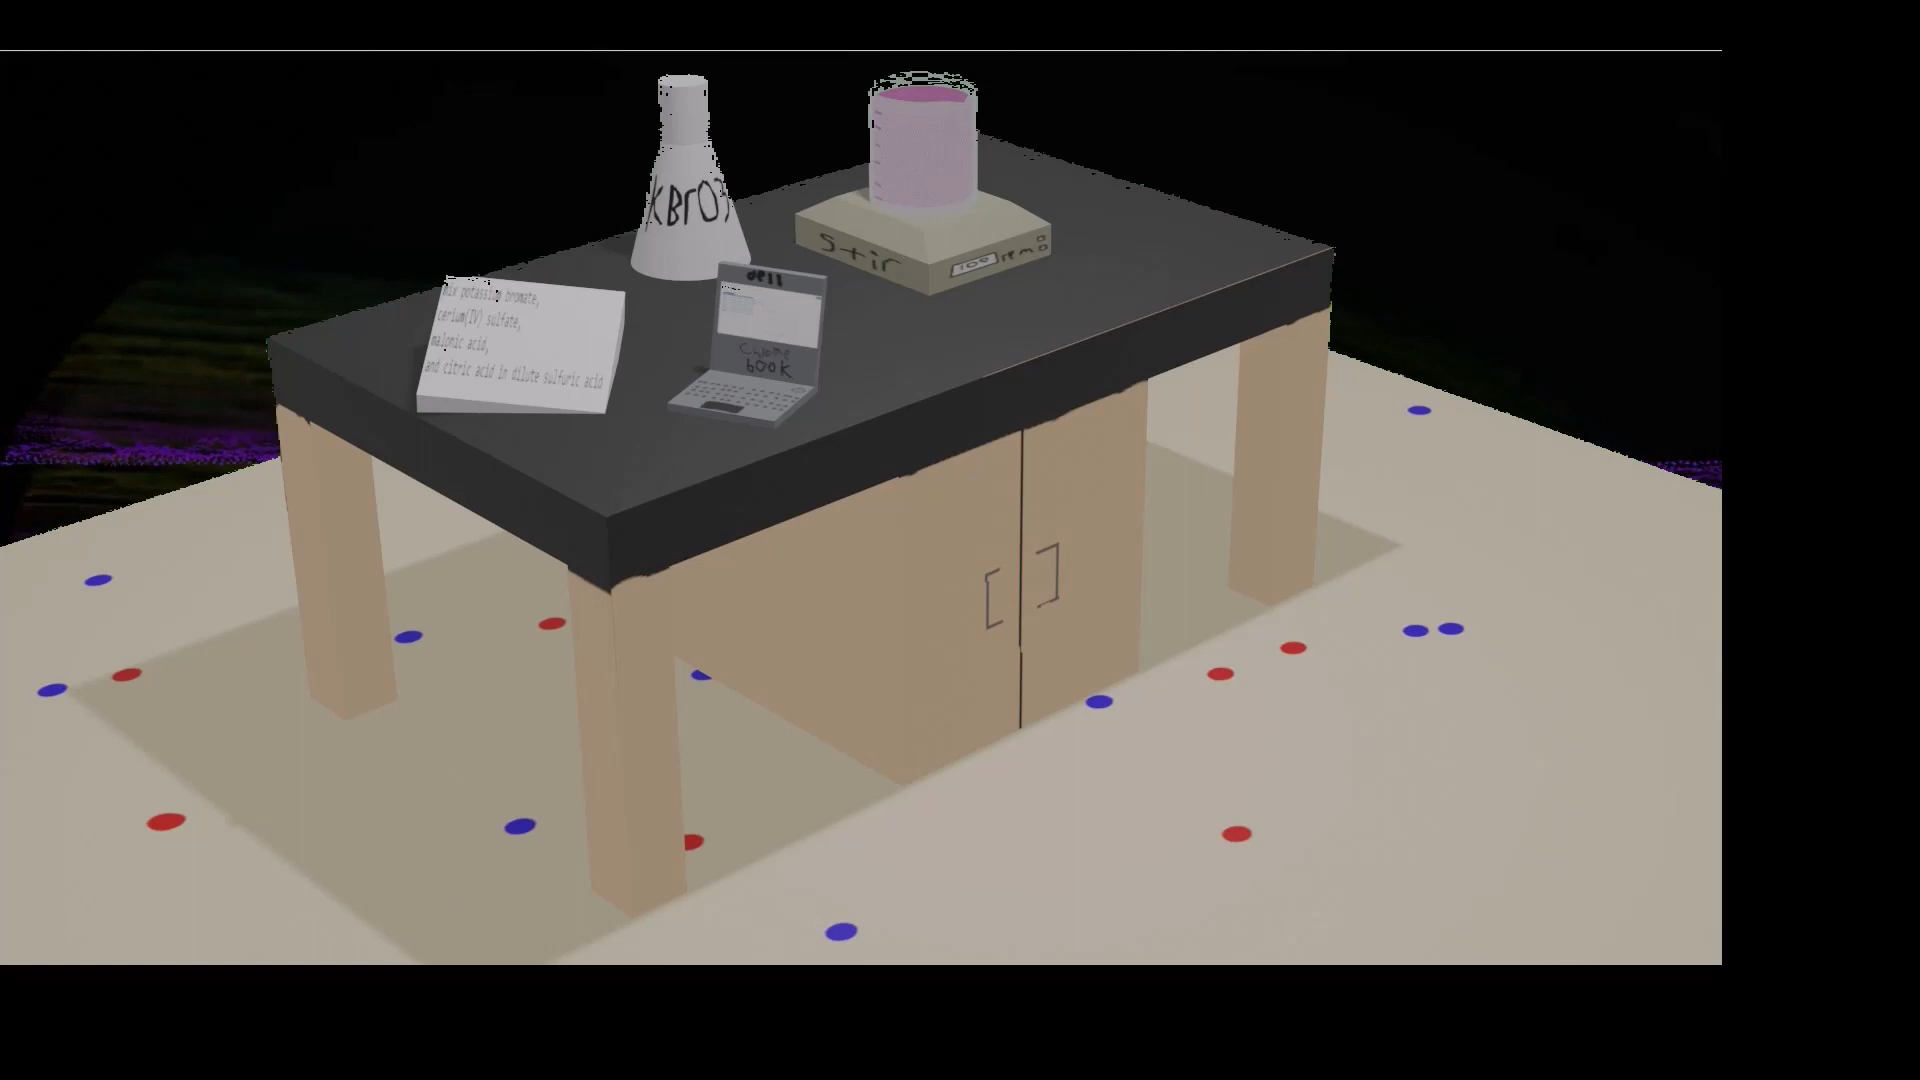 KBrO3
Stir
100 rpm
mix potassium bromate,
cerium(IV) sulfate,
malonic acid,
and citric acid in dilute sulfuric acid
dell
Chrome
book